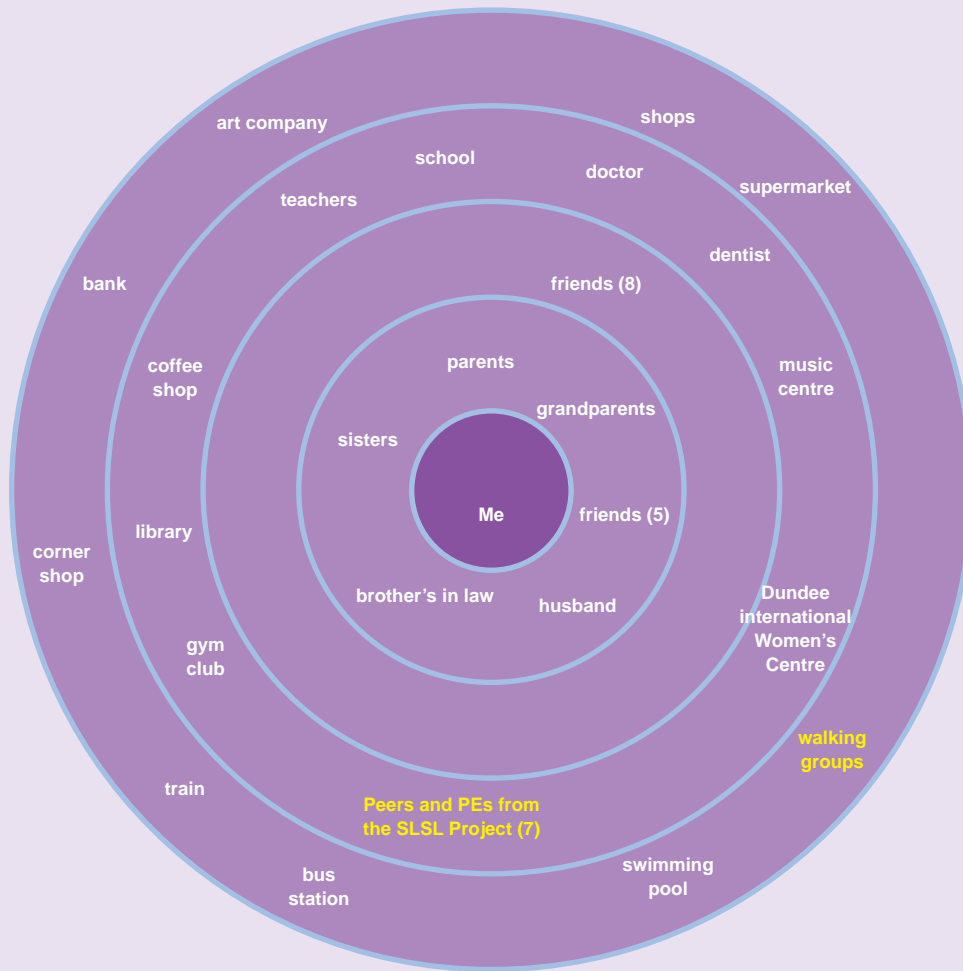 art company
shops
school
doctor
supermarket
teachers
dentist
bank
friends (8)
coffee
shop
parents
music
centre
grandparents
sisters
Me
friends (5)
library
corner
shop
brother's in law
husband
Dundee
international
Women's
Centre
gym
club
walking
groups
train
Peers and PEs from
the SLSL Project (7)
bus
station
swimming
pool